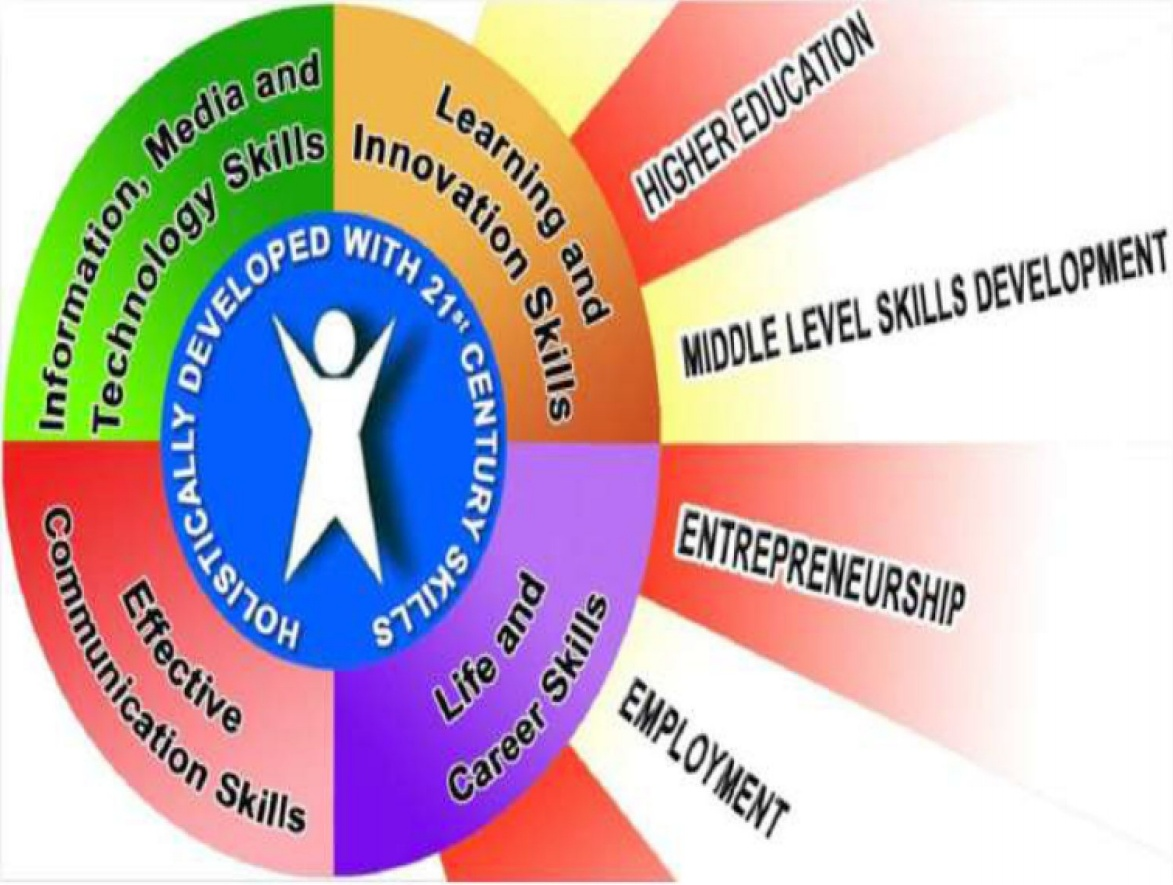 Information, Media and
Technology Skills
Learning and
Innovation Skills
HOLISTICALLY DEVELOPED WITH 21st CENTURY SKILLS
Effective
Communication Skills
Life and
Career Skills
HIGHER EDUCATION
MIDDLE LEVEL SKILLS DEVELOPMENT
ENTREPRENEURSHIP
EMPLOYMENT